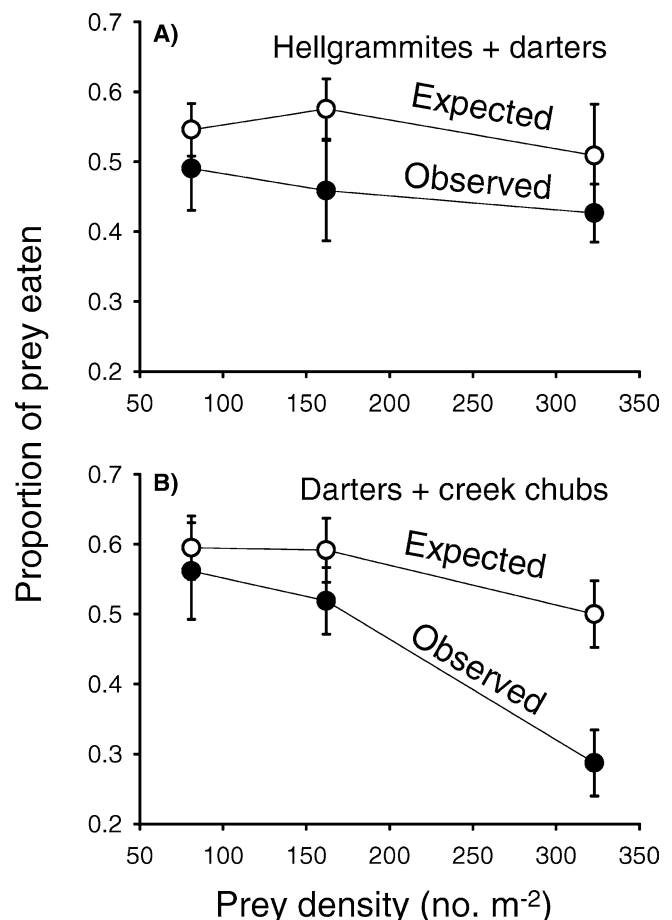 A)
Hellgrammites + darters
Expected
Observed
0.7
0.6
0.5
0.4
0.3
0.2
50 100 150 200 250 300 350
Proportion of prey eaten
B)
Darters + creek chubs
Expected
Observed
0.7
0.6
0.5
0.4
0.3
0.2
50 100 150 200 250 300 350
Prey density (no. m-2)